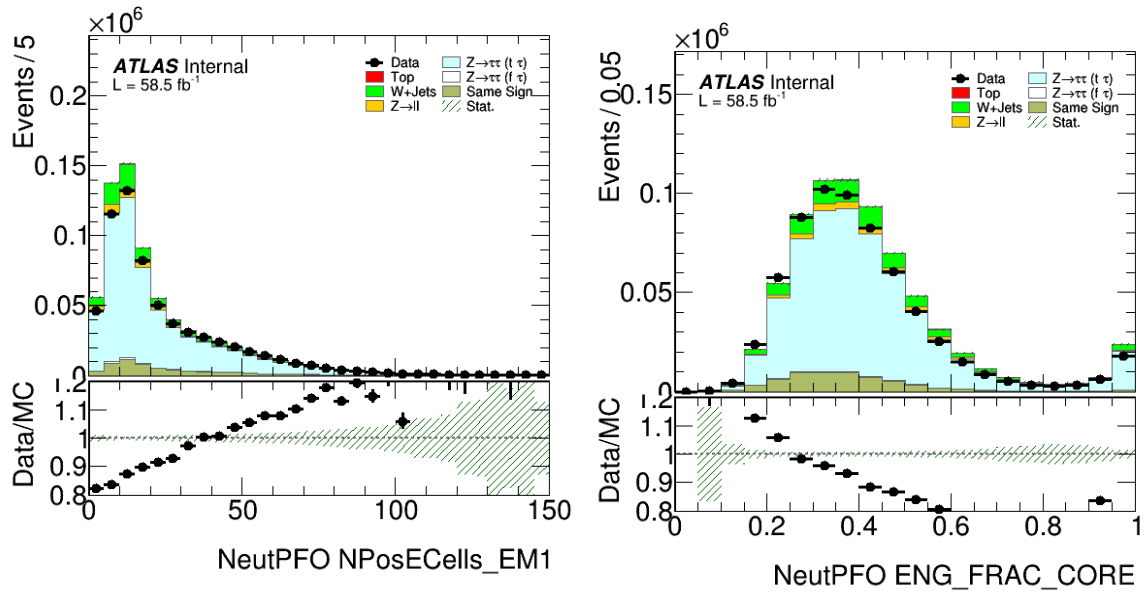 ×10⁶
Events / 5
ATLAS Internal
L = 58.5 fb⁻¹
Data
Top
W+Jets
Z→ll
Z→ττ (t τ)
Z→ττ (f τ)
Same Sign
Stat.
0.2
0.15
0.1
0.05
0
Data/MC
1.2
1.1
1
0.9
0.8
0 50 100 150
NeutPFO NPosECells_EM1
×10⁶
Events / 0.05
ATLAS Internal
L = 58.5 fb⁻¹
Data
Top
W+Jets
Z→ll
Z→ττ (t τ)
Z→ττ (f τ)
Same Sign
Stat.
0.15
0.1
0.05
0
Data/MC
1.2
1.1
1
0.9
0.8
0 0.2 0.4 0.6 0.8 1
NeutPFO ENG_FRAC_CORE